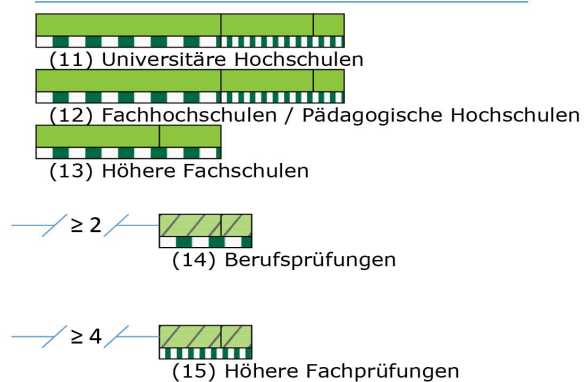 (11) Universitäre Hochschulen
(12) Fachhochschulen / Pädagogische Hochschulen
(13) Höhere Fachschulen
≥ 2
(14) Berufsprüfungen
≥ 4
(15) Höhere Fachprüfungen